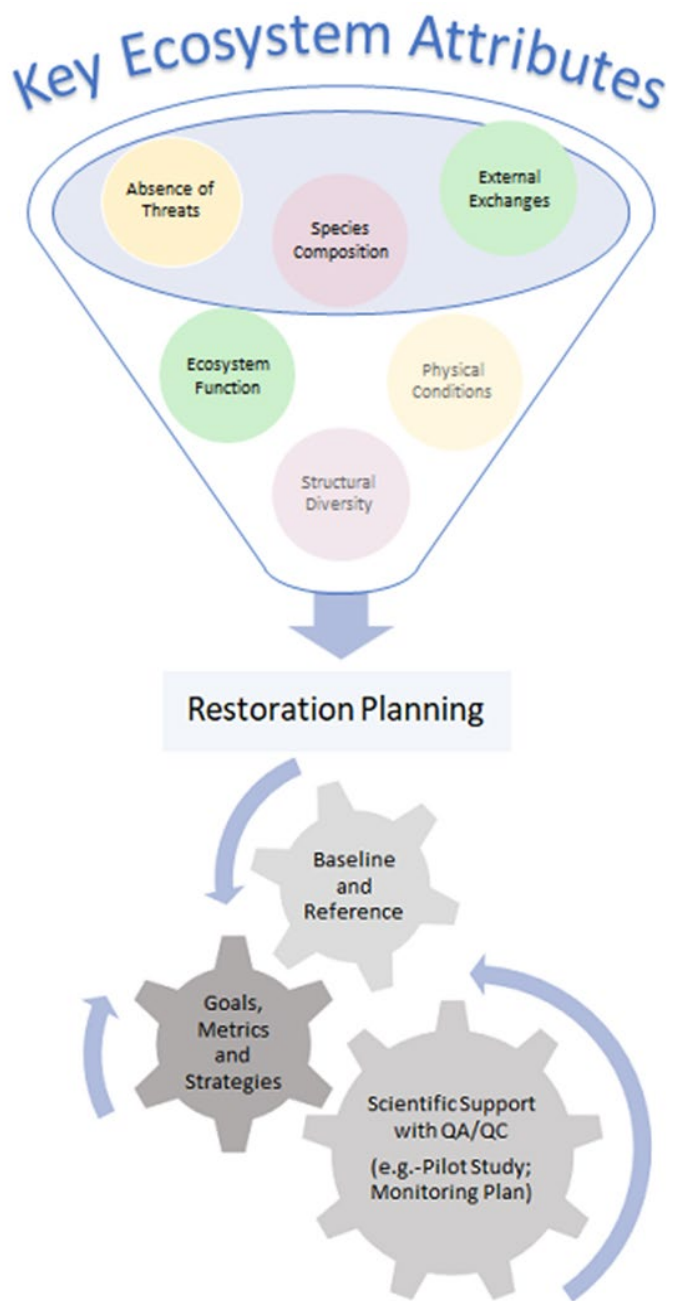 Key Ecosystem Attributes
Absence of
Threats
External
Exchanges
Species
Composition
Ecosystem
Function
Physical
Conditions
Structural
Diversity
Restoration Planning
Baseline
and
Reference
Goals,
Metrics
and
Strategies
Scientific Support
with QA/QC
(e.g.-Pilot Study;
Monitoring Plan)